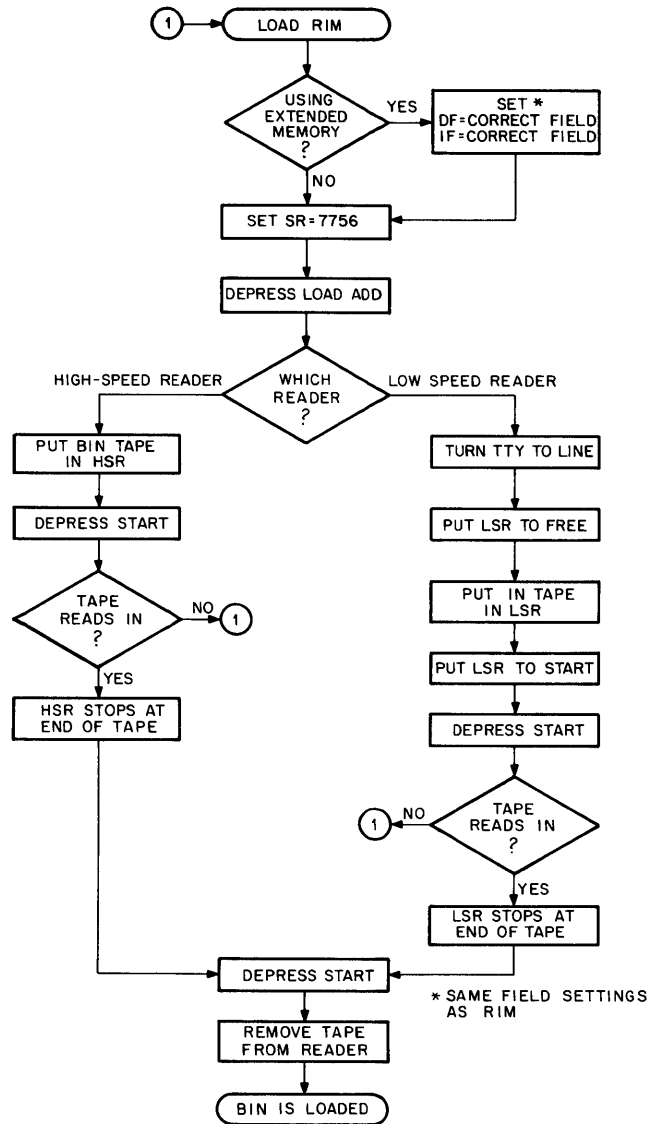 1
LOAD RIM
USING
EXTENDED
MEMORY
?
YES
SET *
DF=CORRECT FIELD
IF=CORRECT FIELD
NO
SET SR=7756
DEPRESS LOAD ADD
HIGH-SPEED READER
WHICH
READER
?
LOW SPEED READER
PUT BIN TAPE
IN HSR
DEPRESS START
TAPE
READS IN
?
NO
1
YES
HSR STOPS AT
END OF TAPE
TURN TTY TO LINE
PUT LSR TO FREE
PUT IN TAPE
IN LSR
PUT LSR TO START
DEPRESS START
TAPE
READS IN
?
NO
1
YES
LSR STOPS AT
END OF TAPE
DEPRESS START
* SAME FIELD SETTINGS
AS RIM
REMOVE TAPE
FROM READER
BIN IS LOADED